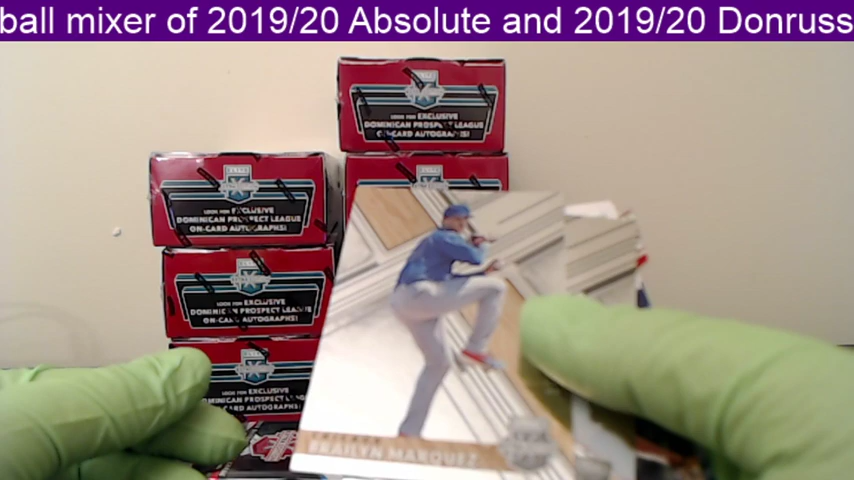 ball mixer of 2019/20 Absolute and 2019/20 Donruss
LOOK FOR EXCLUSIVE
DOMINICAN PROSPECT LEAGUE
ON-CARD AUTOGRAPHS!
LOOK FOR EXCLUSIVE
DOMINICAN PROSPECT LEAGUE
ON-CARD AUTOGRAPHS!
LOOK FOR EXCLUSIVE
DOMINICAN PROSPECT LEAGUE
ON-CARD AUTOGRAPHS!
LOOK FOR EXCLUSIVE
DOMINICAN PROSPECT LEAGUE
CARD AUTOGRAPHS!
BRAILYN MARQUEZ